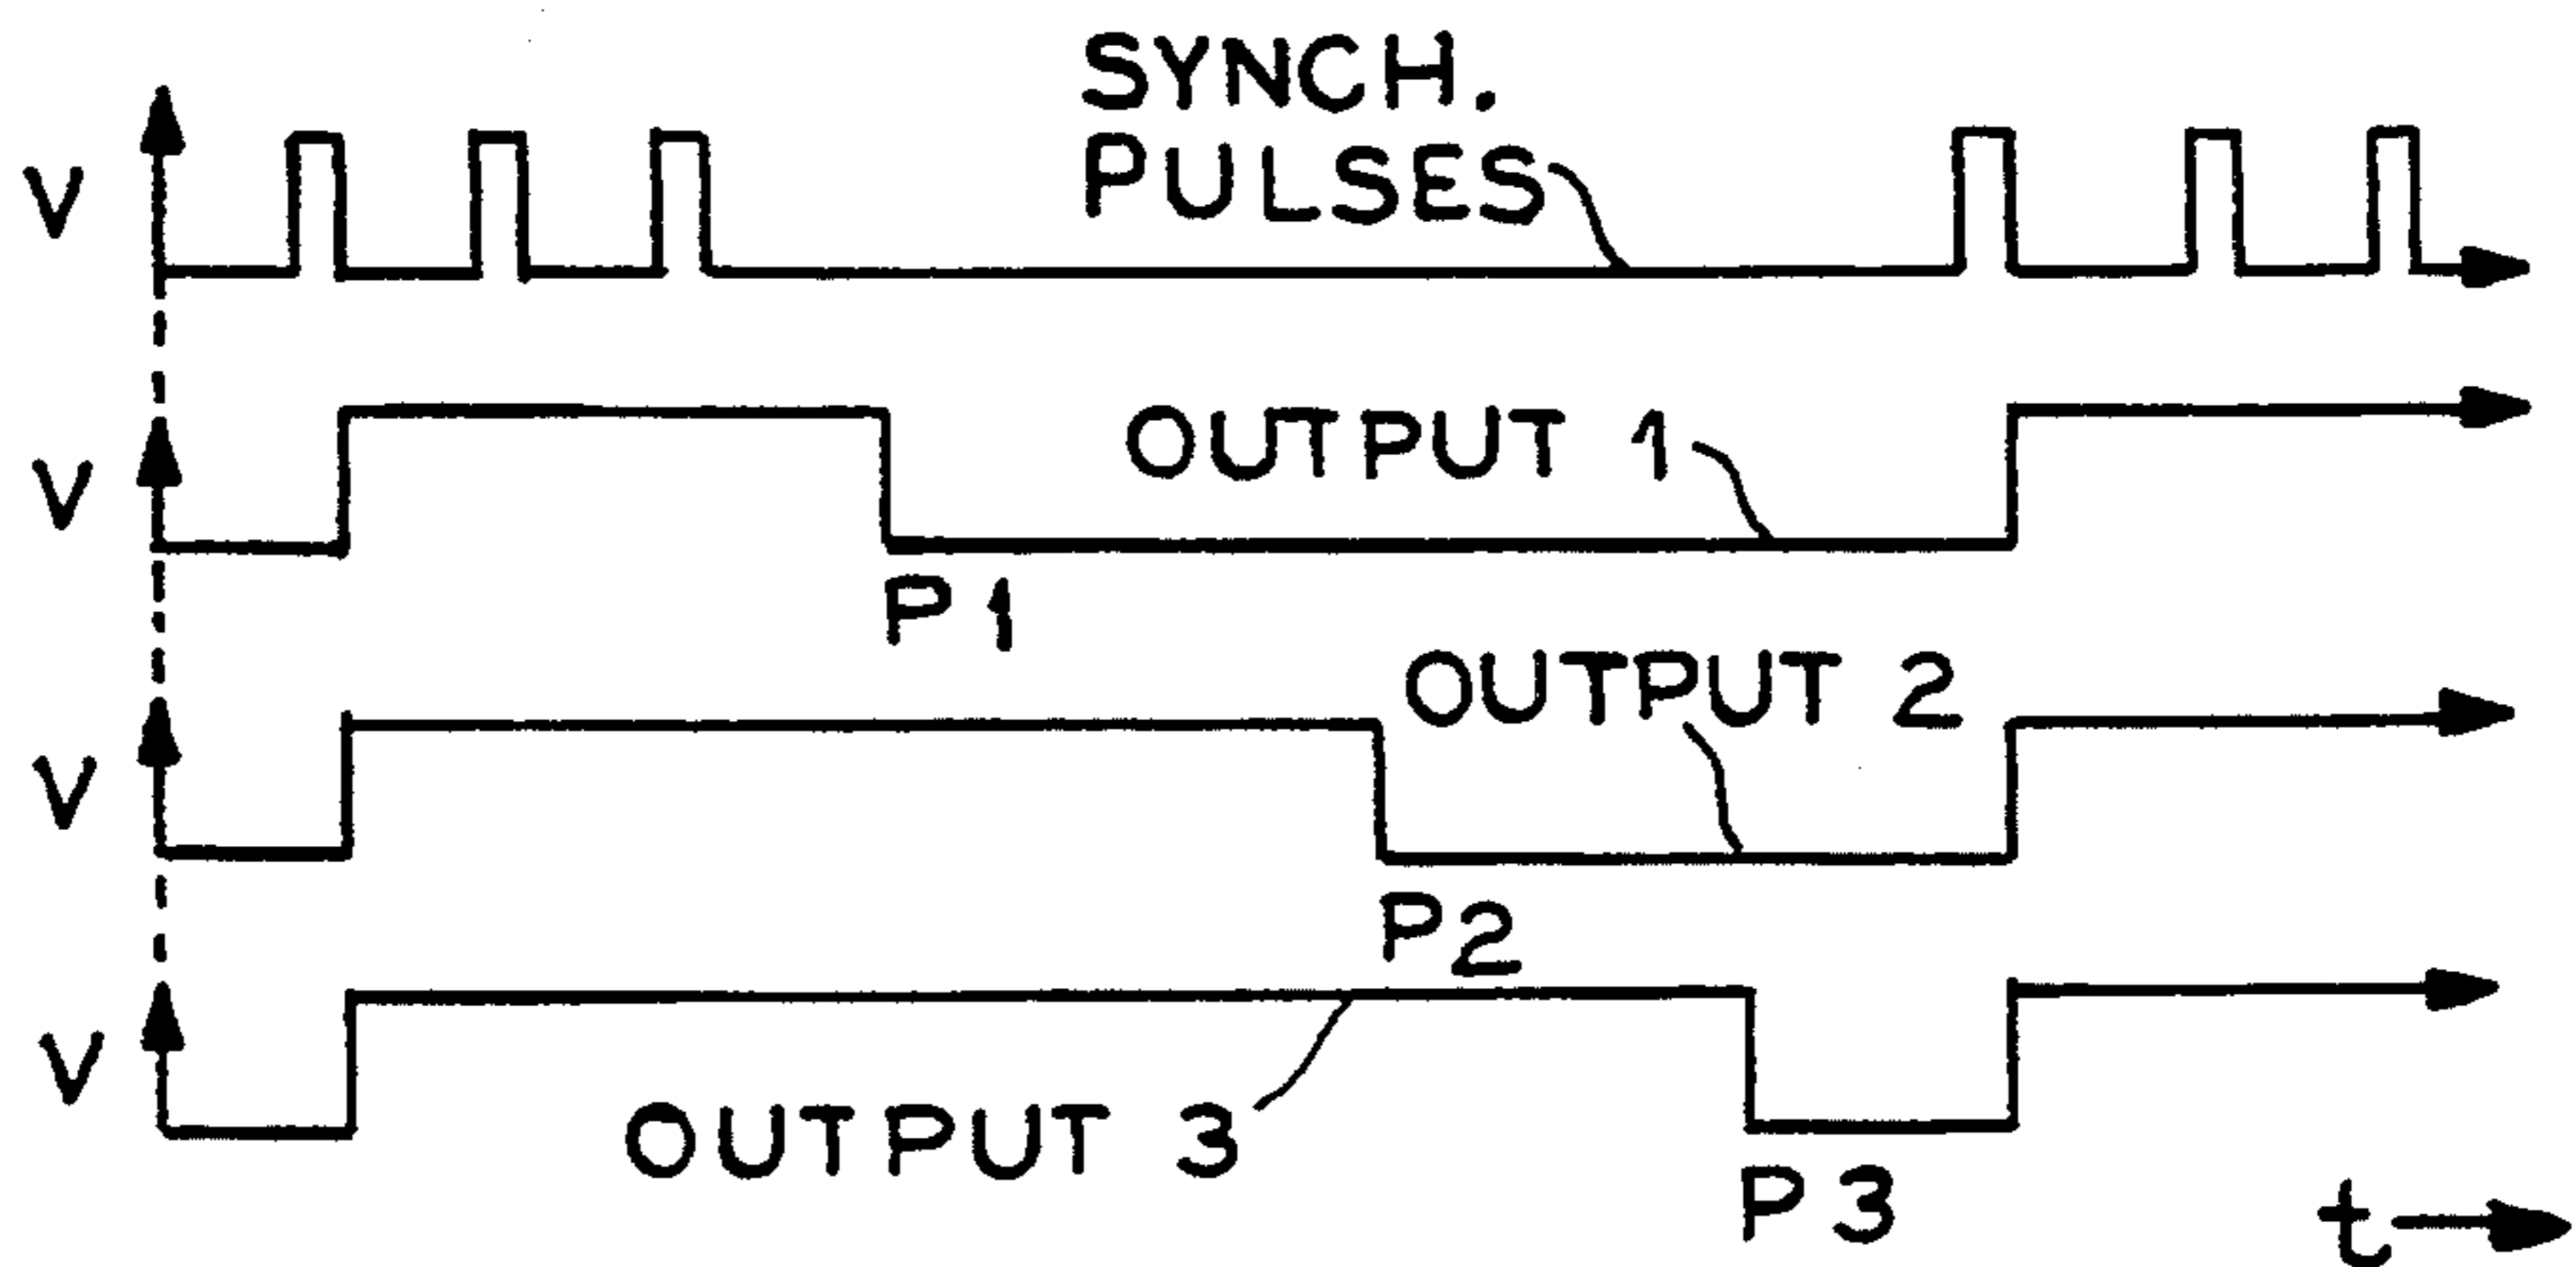 SYNCH.
PULSES
V
OUTPUT 1
V
P1
OUTPUT 2
V
P2
V
OUTPUT 3
P3
t